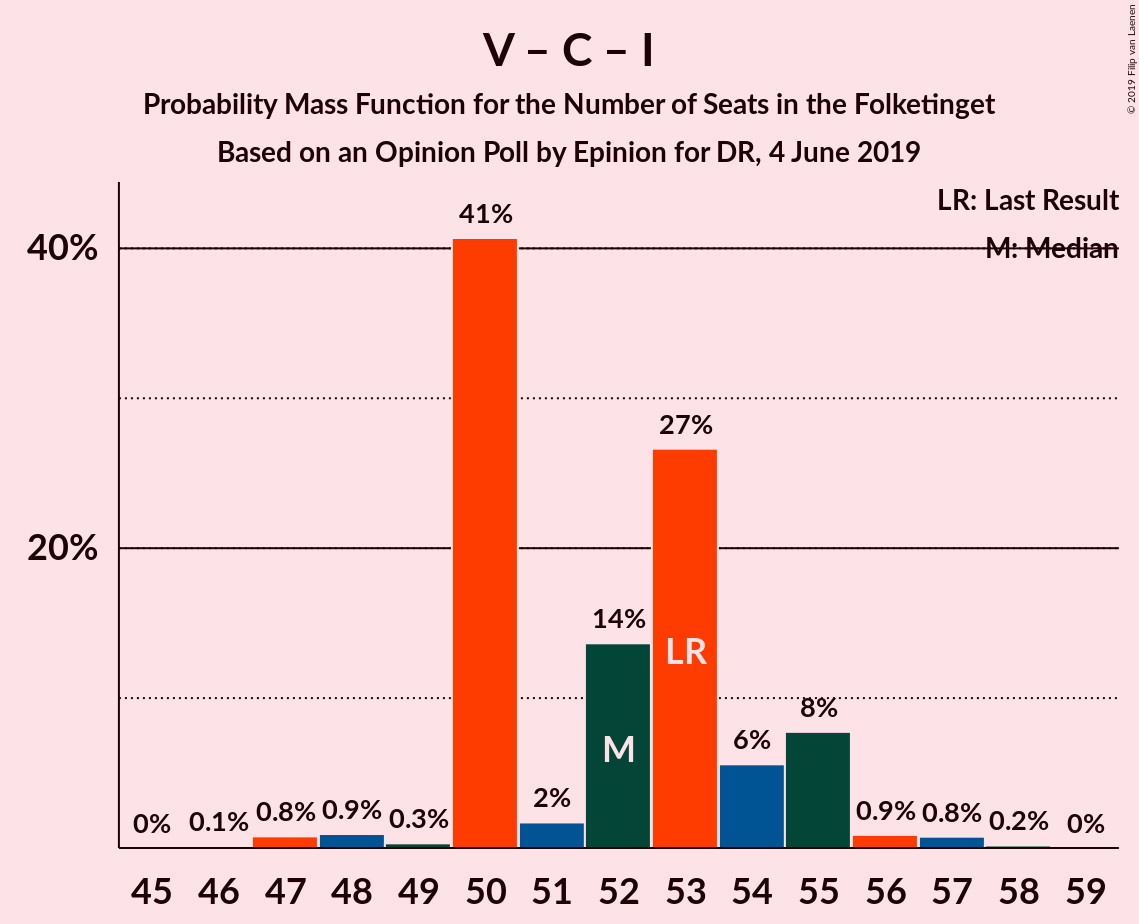 V – C – I
Probability Mass Function for the Number of Seats in the Folketinget
Based on an Opinion Poll by Epinion for DR, 4 June 2019
© 2019 Filip van Laenen
LR: Last Result
M: Median
40%
20%
0%
0.1%
0.8%
0.9%
0.3%
41%
2%
14%
27%
6%
8%
0.9%
0.8%
0.2%
0%
M
LR
45 46 47 48 49 50 51 52 53 54 55 56 57 58 59